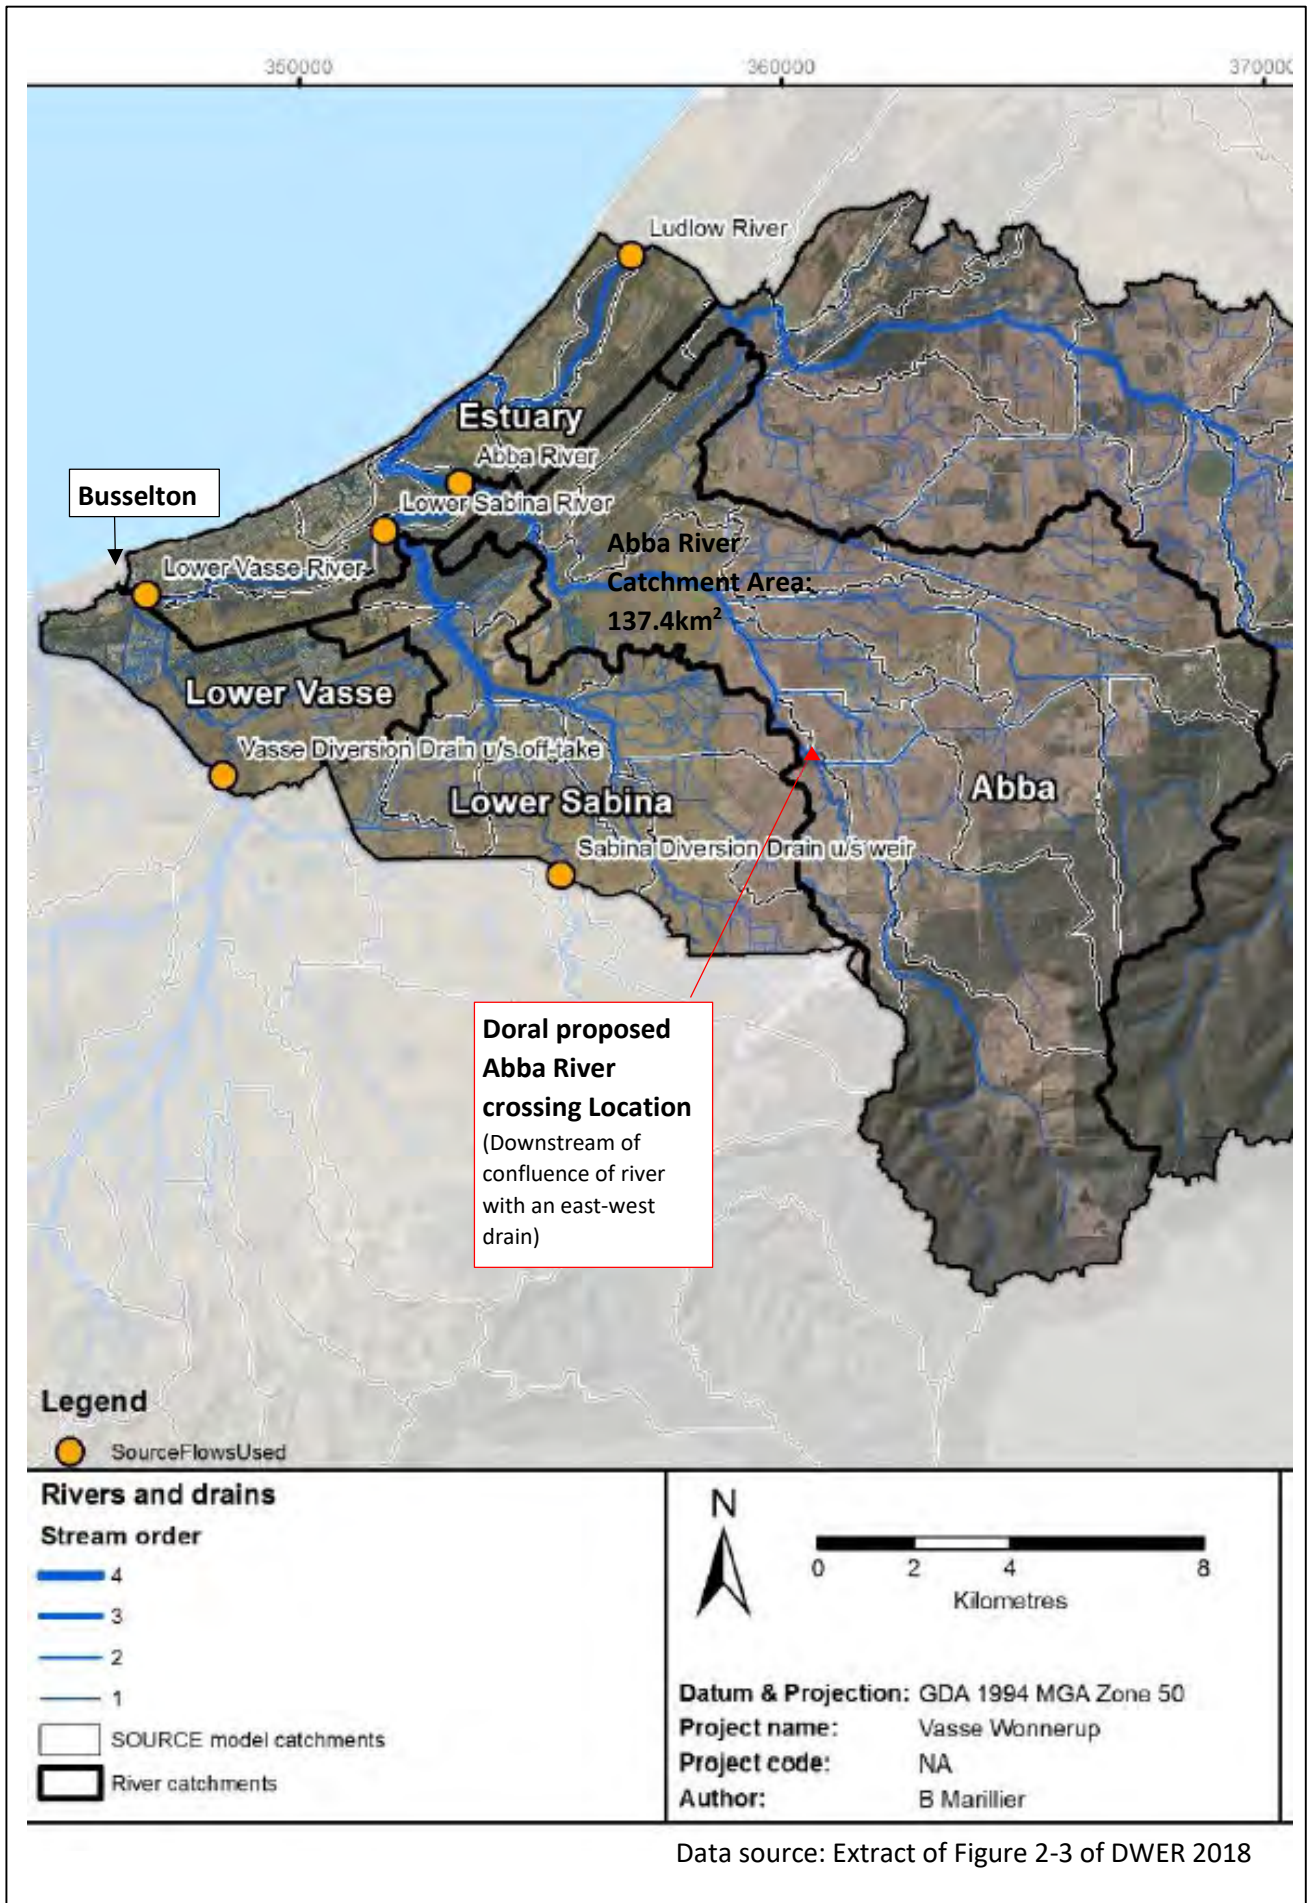 350000
360000
370000
Ludlow River
Estuary
Abba River
Busselton
Lower Sabina River
Abba River
Catchment Area:
137.4km²
Lower Vasse River
Lower Vasse
Vasse Diversion Drain u/s off-take
Lower Sabina
Abba
Sabina Diversion Drain u/s weir
Doral proposed
Abba River
crossing Location
(Downstream of
confluence of river
with an east-west
drain)
Legend
SourceFlowsUsed
Rivers and drains
Stream order
4
3
2
1
SOURCE model catchments
River catchments
N
0 2 4 8
Kilometres
Datum & Projection: GDA 1994 MGA Zone 50
Project name: Vasse Wonnerup
Project code: NA
Author: B Marillier
Data source: Extract of Figure 2-3 of DWER 2018